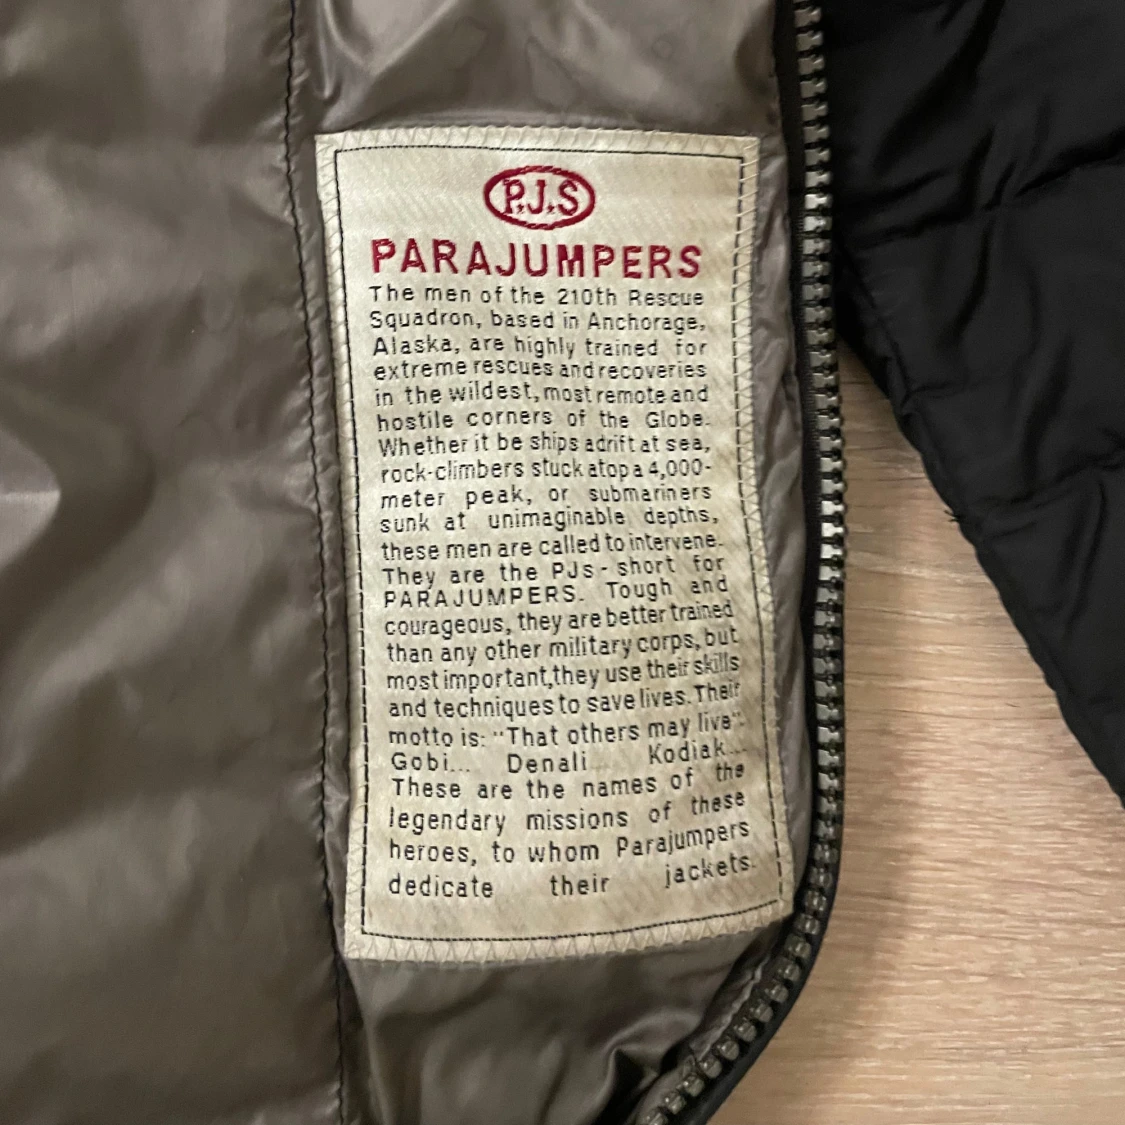 P.J.S
PARAJUMPERS
The men of the 210th Rescue
Squadron, based in Anchorage,
Alaska, are highly trained for
extreme rescues and recoveries
in the wildest, most remote and
hostile corners of the Globe.
Whether it be ships adrift at sea,
rock-climbers stuck atop a 4,000-
meter peak, or submariners
sunk at unimaginable depths,
these men are called to intervene.
They are the PJs - short for
PARAJUMPERS. Tough and
courageous, they are better trained
than any other military corps, but
most important,they use their skills
and techniques to save lives. Their
motto is: "That others may live".
Gobi... Denali... Kodiak...
These are the names of the
legendary missions of these
heroes, to whom Parajumpers
dedicate their jackets.